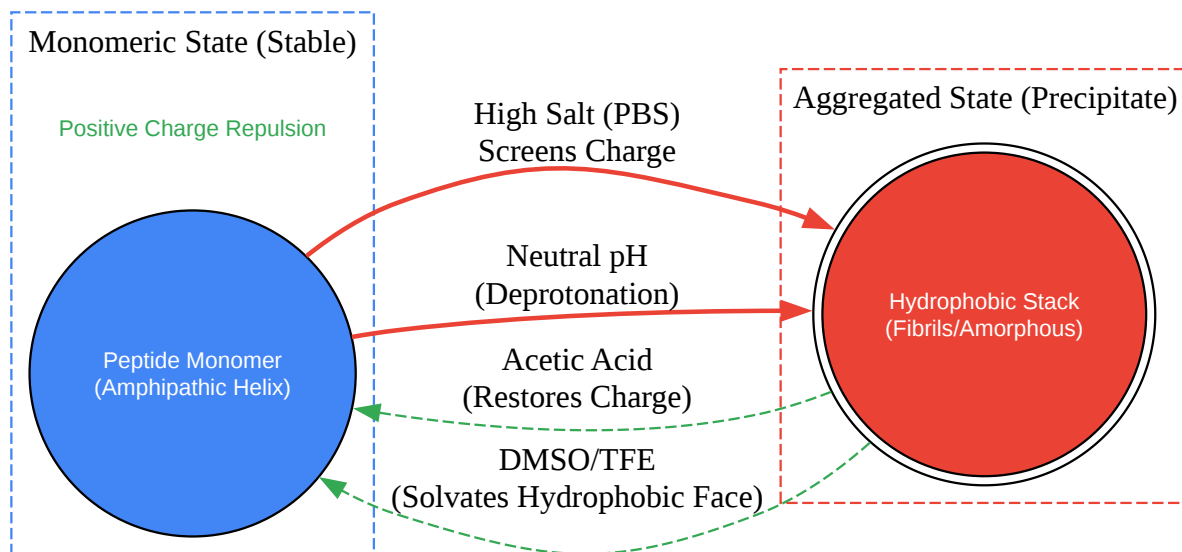 Monomeric State (Stable)
Positive Charge Repulsion
Peptide Monomer
(Amphipathic Helix)
High Salt (PBS)
Screens Charge
Neutral pH
(Deprotonation)
Acetic Acid
(Restores Charge)
DMSO/TFE
(Solvates Hydrophobic Face)
Aggregated State (Precipitate)
Hydrophobic Stack
(Fibrils/Amorphous)